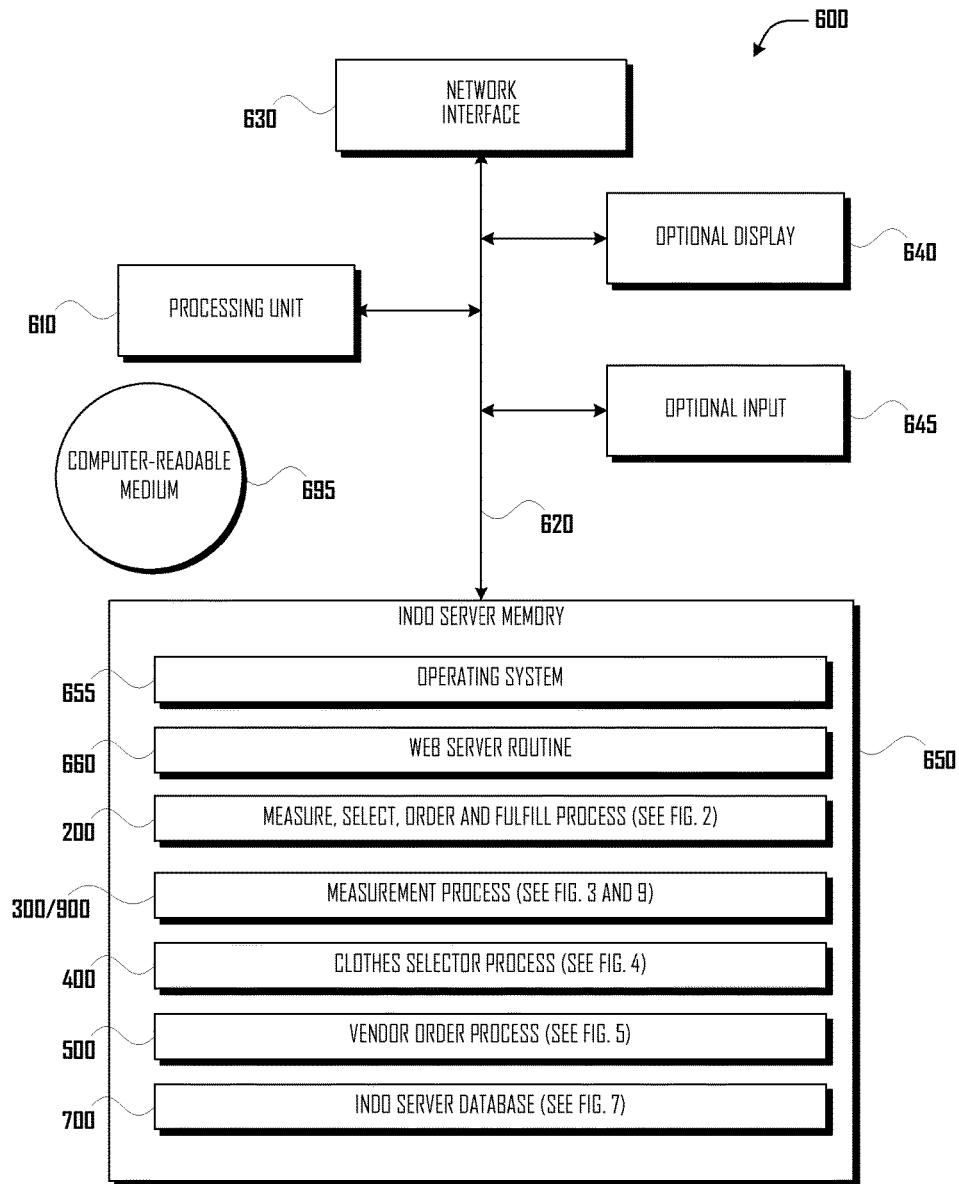 600
NETWORK
INTERFACE
630
OPTIONAL DISPLAY
640
PROCESSING UNIT
610
OPTIONAL INPUT
645
COMPUTER-READABLE
MEDIUM
695
620
INDO SERVER MEMORY
OPERATING SYSTEM
655
WEB SERVER ROUTINE
660
650
MEASURE, SELECT, ORDER AND FULFILL PROCESS (SEE FIG. 2)
200
MEASUREMENT PROCESS (SEE FIG. 3 AND 9)
300/900
CLOTHES SELECTOR PROCESS (SEE FIG. 4)
400
VENDOR ORDER PROCESS (SEE FIG. 5)
500
INDO SERVER DATABASE (SEE FIG. 7)
700